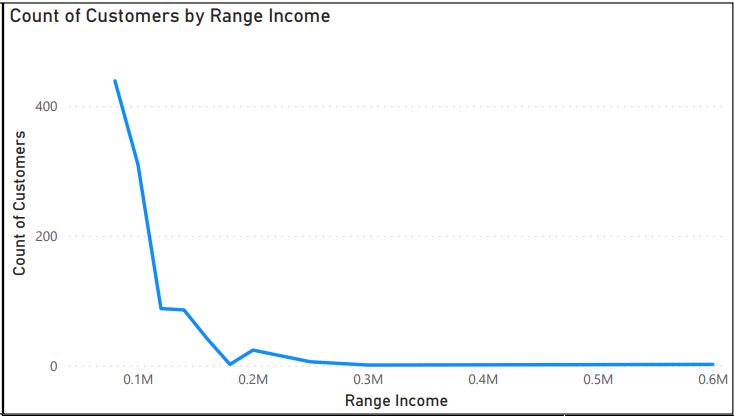 Count of Customers by Range Income
Count of Customers
400
200
0
0.1M 0.2M 0.3M 0.4M 0.5M 0.6M
Range Income